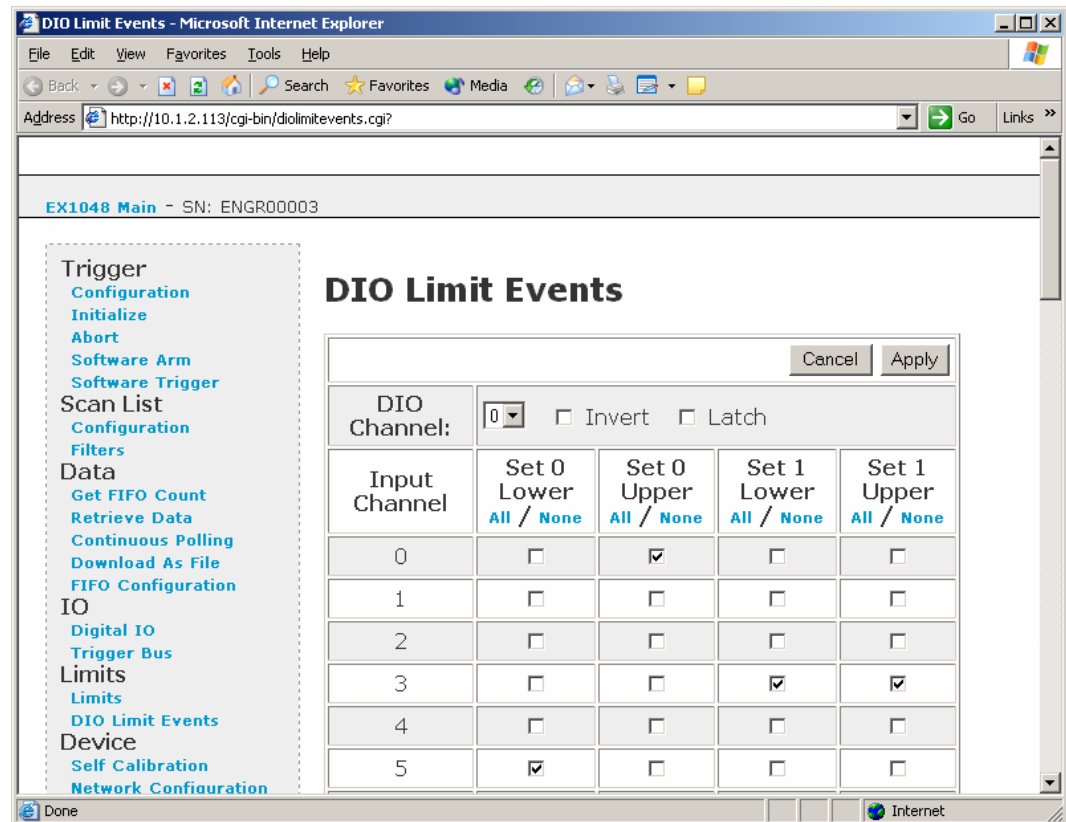 DIO Limit Events - Microsoft Internet Explorer
File Edit View Favorites Tools Help
Back Search Favorites Media
Address http://10.1.2.113/cgi-bin/diolimitevents.cgi? Go Links »
EX1048 Main - SN: ENGR00003
Trigger
Configuration
Initialize
Abort
Software Arm
Software Trigger
Scan List
Configuration
Filters
Data
Get FIFO Count
Retrieve Data
Continuous Polling
Download As File
FIFO Configuration
IO
Digital IO
Trigger Bus
Limits
Limits
DIO Limit Events
Device
Self Calibration
Network Configuration
DIO Limit Events
Cancel Apply
DIO Channel: 0 Invert Latch
Input Channel
Set 0 Lower All / None
Set 0 Upper All / None
Set 1 Lower All / None
Set 1 Upper All / None
0
1
2
3
4
5
Done Internet